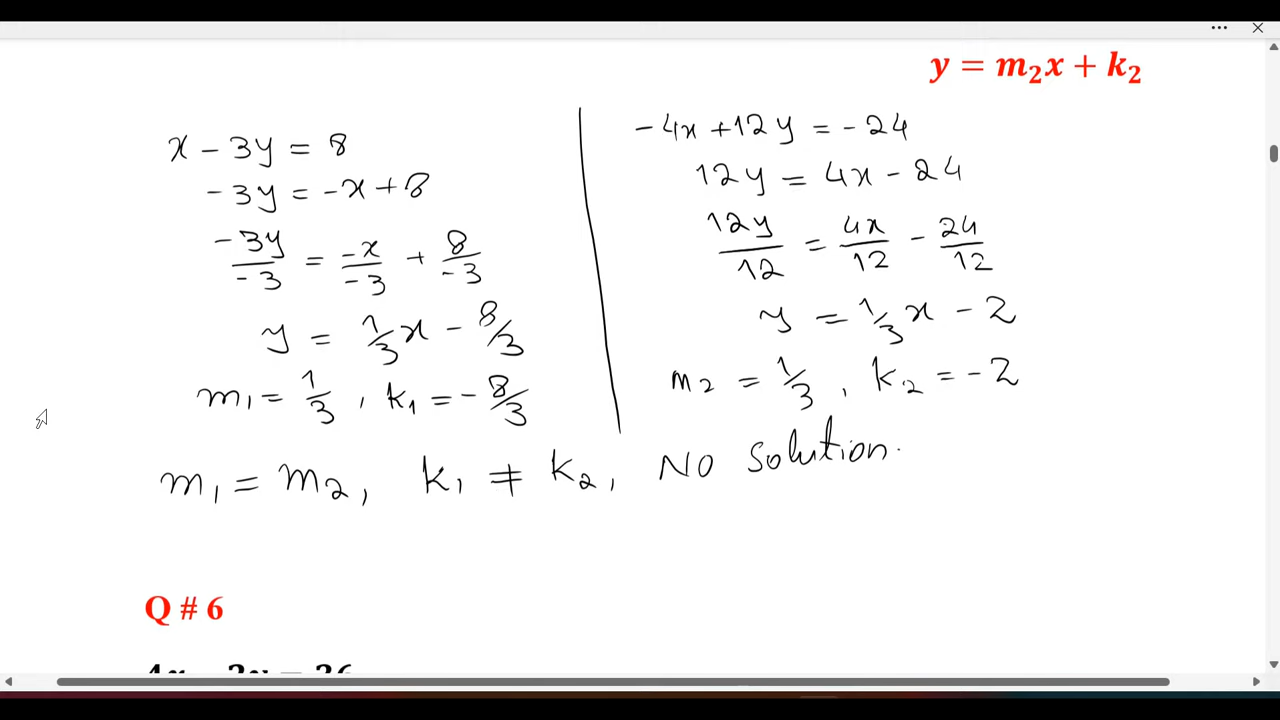 y = m₂x + k₂
x - 3y = 8
-3y = -x + 8
-3y/-3 = -x/-3 + 8/-3
y = 1/3 x - 8/3
m₁ = 1/3 , k₁ = - 8/3
-4x + 12y = -24
12y = 4x - 24
12y/12 = 4x/12 - 24/12
y = 1/3 x - 2
m₂ = 1/3 , k₂ = -2
m₁ = m₂, k₁ ≠ k₂, No Solution.
Q # 6